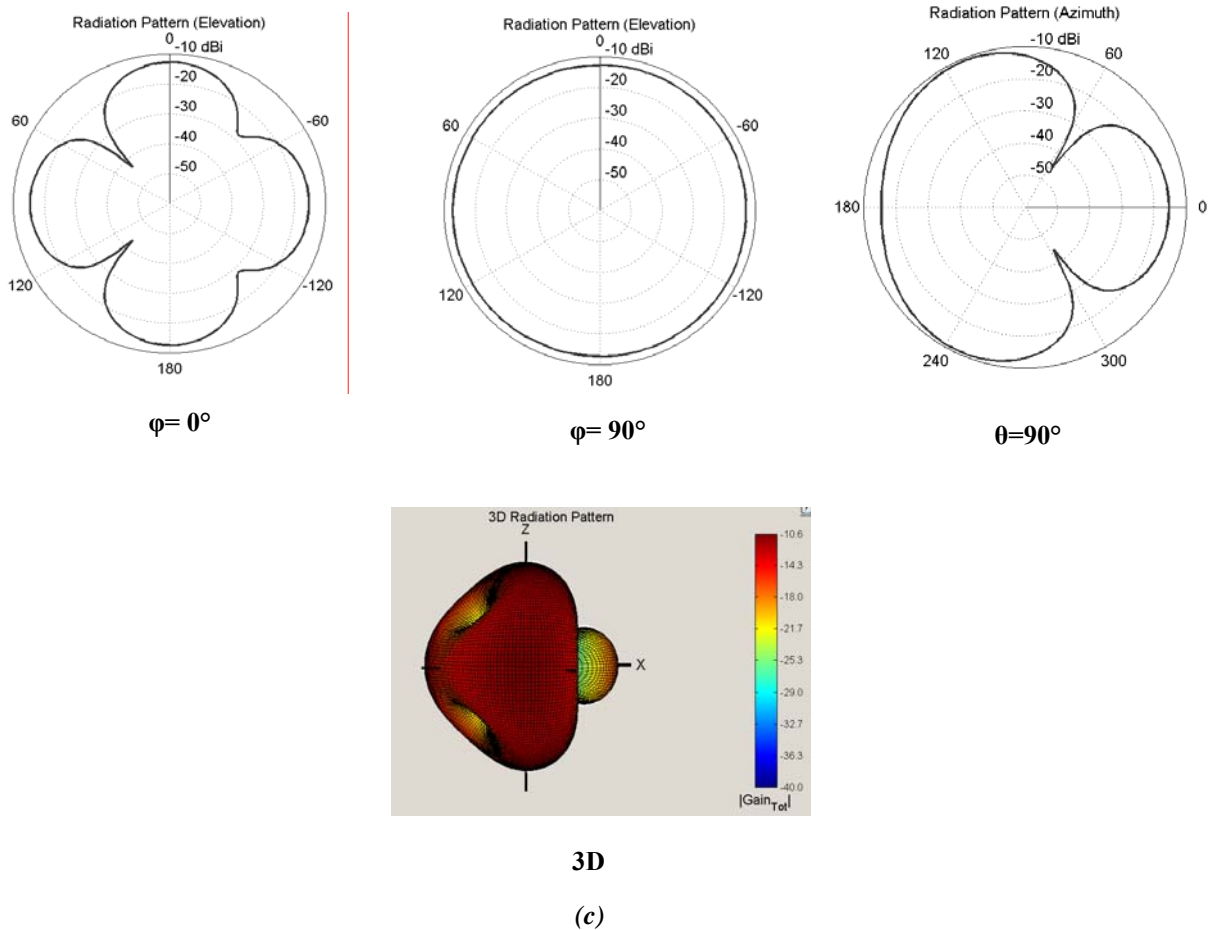 Radiation Pattern (Elevation)
0
-10 dBi
-20
-30
-40
-50
60
-60
120
-120
180
φ= 0°
Radiation Pattern (Elevation)
0
-10 dBi
-20
-30
-40
-50
60
-60
120
-120
180
φ= 90°
Radiation Pattern (Azimuth)
-10 dBi
-20
-30
-40
-50
120
60
180
0
240
300
θ=90°
3D Radiation Pattern
Z
X
-10.6
-14.3
-18.0
-21.7
-25.3
-29.0
-32.7
-36.3
-40.0
|Gain_Tot|
3D
(c)